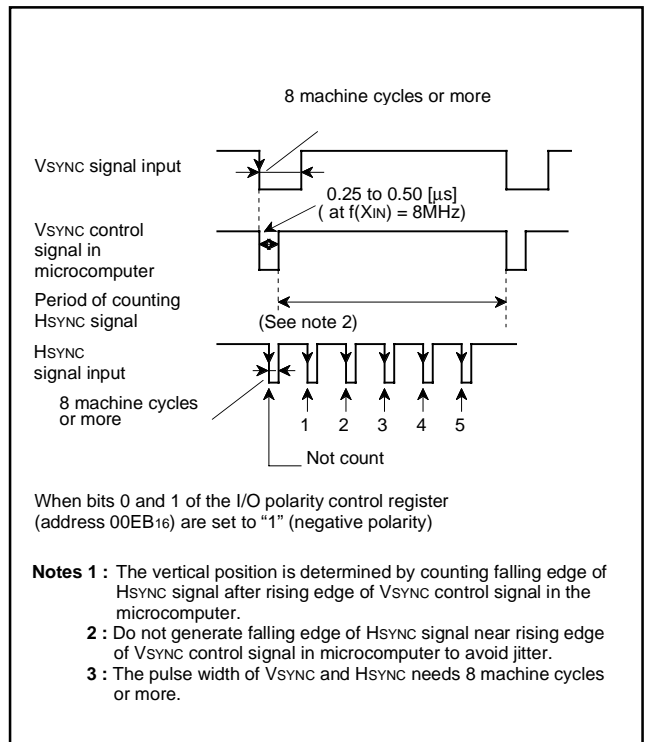 8 machine cycles or more
VSYNC signal input
0.25 to 0.50 [μs]
( at f(XIN) = 8MHz)
VSYNC control
signal in
microcomputer
Period of counting
HSYNC signal
(See note 2)
HSYNC
signal input
8 machine cycles
or more
1 2 3 4 5
Not count
When bits 0 and 1 of the I/O polarity control register
(address 00EB16) are set to “1” (negative polarity)
Notes 1 : The vertical position is determined by counting falling edge of
HSYNC signal after rising edge of VSYNC control signal in the
microcomputer.
2 : Do not generate falling edge of HSYNC signal near rising edge
of VSYNC control signal in microcomputer to avoid jitter.
3 : The pulse width of VSYNC and HSYNC needs 8 machine cycles
or more.